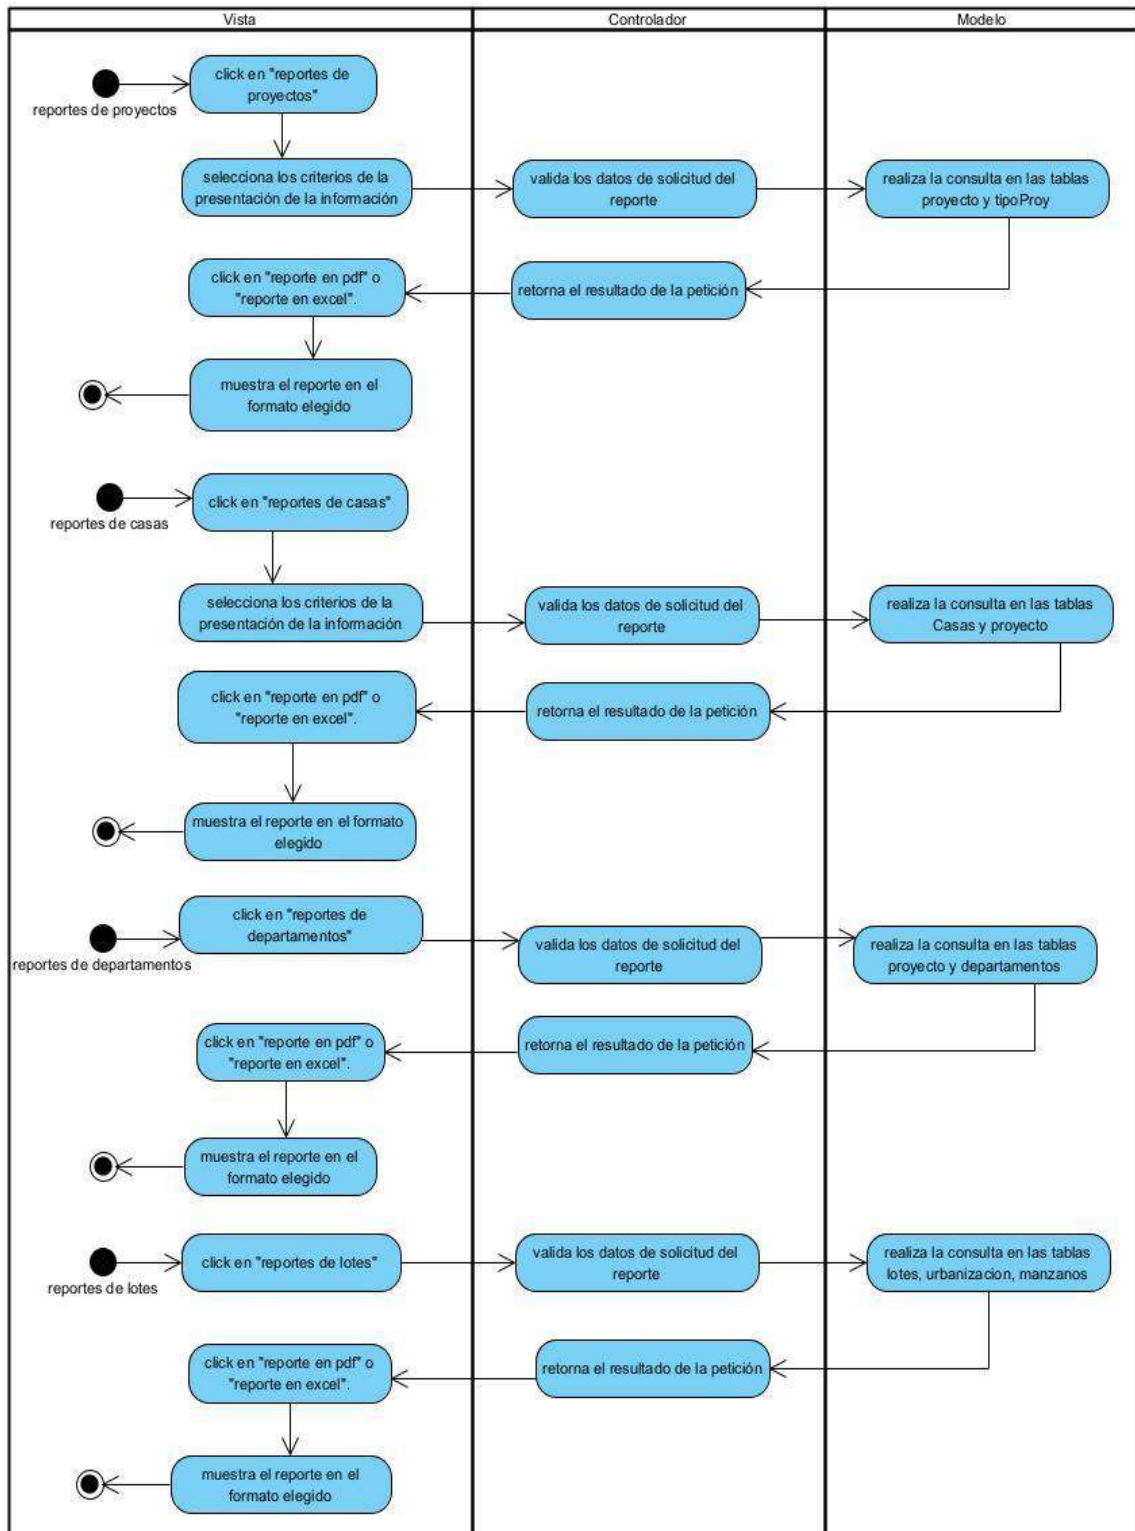 Vista
Controlador
Modelo
click en "reportes de
proyectos"
reportes de proyectos
selecciona los criterios de la
presentación de la información
valida los datos de solicitud del
reporte
realiza la consulta en las tablas
proyecto y tipoProy
click en "reporte en pdf" o
"reporte en excel".
retorna el resultado de la petición
muestra el reporte en el
formato elegido
click en "reportes de casas"
reportes de casas
selecciona los criterios de la
presentación de la información
valida los datos de solicitud del
reporte
realiza la consulta en las tablas
Casas y proyecto
click en "reporte en pdf" o
"reporte en excel".
retorna el resultado de la petición
muestra el reporte en el formato
elegido
click en "reportes de
departamentos"
reportes de departamentos
valida los datos de solicitud del
reporte
realiza la consulta en las tablas
proyecto y departamentos
click en "reporte en pdf" o
"reporte en excel".
retorna el resultado de la petición
muestra el reporte en el
formato elegido
click en "reportes de lotes"
reportes de lotes
valida los datos de solicitud del
reporte
realiza la consulta en las tablas
lotes, urbanizacion, manzanos
click en "reporte en pdf" o
"reporte en excel".
retorna el resultado de la petición
muestra el reporte en el
formato elegido